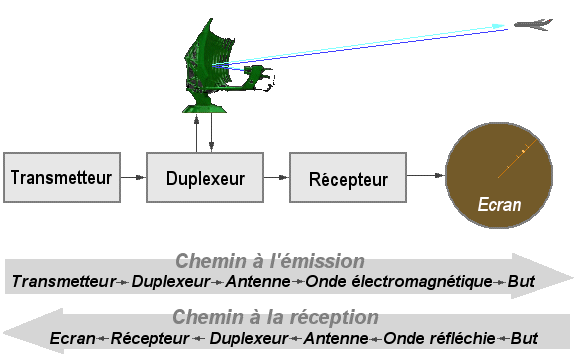 Transmetteur
Duplexeur
Récepteur
Ecran
Chemin à l'émission
Transmetteur Duplexeur Antenne Onde électromagnétique But
Chemin à la réception
Ecran Récepteur Duplexeur Antenne Onde réfléchie But